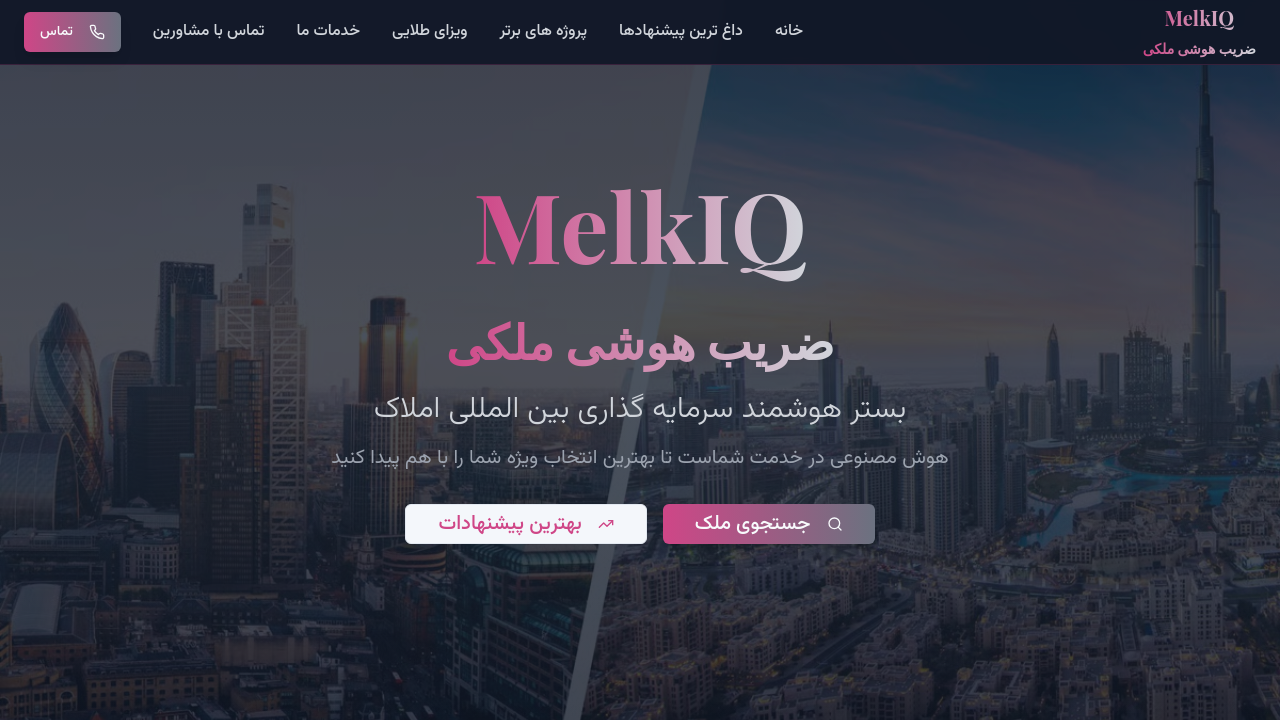 MelkIQ
ضریب هوشی ملکی
خانه
داغ ترین پیشنهادها
پروژه های برتر
ویزای طلایی
خدمات ما
تماس با مشاورین
تماس
MelkIQ
ضریب هوشی ملکی
بستر هوشمند سرمایه گذاری بین المللی املاک
هوش مصنوعی در خدمت شماست تا بهترین انتخاب ویژه شما را با هم پیدا کنید
جستجوی ملک
بهترین پیشنهادات